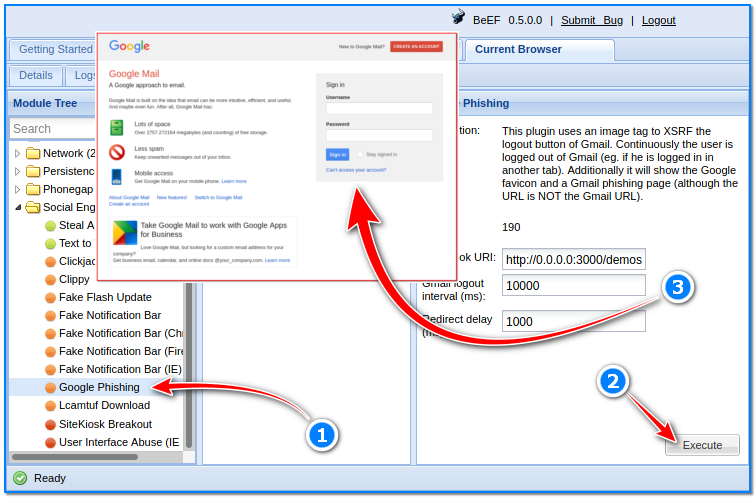 BeEF 0.5.0.0 | Submit Bug | Logout
Getting Started
Current Browser
Details
Logs
Module Tree
Phishing
Search
Network (2
Persistence
Phonegap
Social Eng
Steal A
Text to
Clickjac
Clippy
Fake Flash Update
Fake Notification Bar
Fake Notification Bar (Chr
Fake Notification Bar (Fire
Fake Notification Bar (IE)
Google Phishing
Lcamtuf Download
SiteKiosk Breakout
User Interface Abuse (IE
Google
New to Google Mail?
CREATE AN ACCOUNT
Google Mail
A Google approach to email.
Google Mail is built on the idea that email can be more intuitive, efficient, and useful
And maybe even fun. After all, Google Mail has:
Lots of space
Over 2757.272164 megabytes (and counting) of free storage.
Less spam
Keep unwanted messages out of your inbox.
Mobile access
Get Google Mail on your mobile phone. Learn more
About Google Mail New features! Switch to Google Mail
Create an account
Take Google Mail to work with Google Apps
for Business
Love Google Mail, but looking for a custom email address for your
company?
Get business email, calendar, and online docs @your_company.com. Learn more
Sign in
Username
Password
Sign in
Stay signed in
Can't access your account?
tion:
This plugin uses an image tag to XSRF the
logout button of Gmail. Continuously the user is
logged out of Gmail (eg. if he is logged in in
another tab). Additionally it will show the Google
favicon and a Gmail phishing page (although the
URL is NOT the Gmail URL).
190
ok URI:
http://0.0.0.0:3000/demos
Gmail logout
interval (ms):
10000
Redirect delay
1000
1
2
3
Execute
Ready